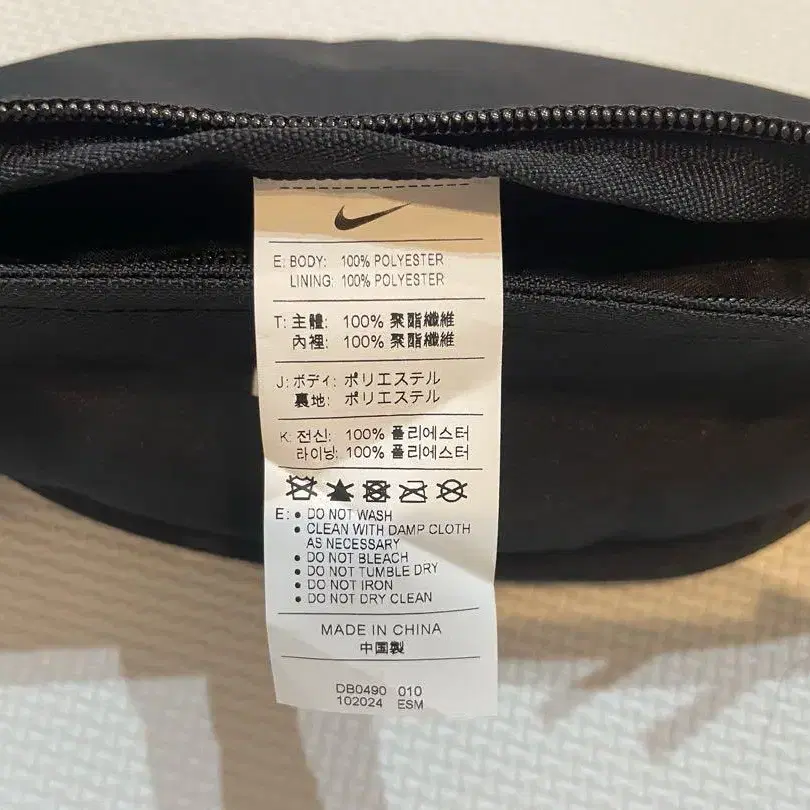 E: BODY: 100% POLYESTER
LINING: 100% POLYESTER
T: 主體: 100% 聚酯纖維
內裡: 100% 聚酯纖維
J: ボディ: ポリエステル
裏地: ポリエステル
K: 전신: 100% 폴리에스터
라이닝: 100% 폴리에스터
E: • DO NOT WASH
• CLEAN WITH DAMP CLOTH
AS NECESSARY
• DO NOT BLEACH
• DO NOT TUMBLE DRY
• DO NOT IRON
• DO NOT DRY CLEAN
MADE IN CHINA
中国製
DB0490 010
102024 ESM